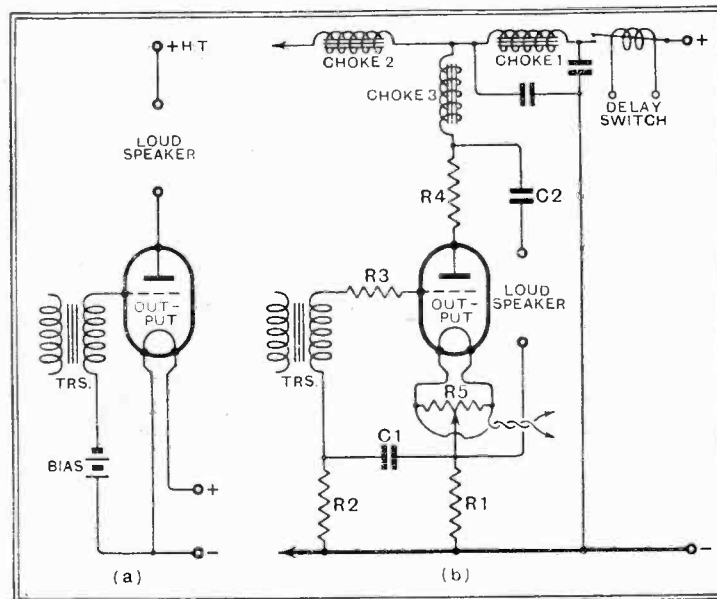 +HT
LOUD
SPEAKER
OUT-
PUT
TRS.
BIAS
+
-
(a)
CHOKE 2
CHOKE 1
+
CHOKE 3
DELAY
SWITCH
R4
C2
R3
OUT-
PUT
LOUD
SPEAKER
TRS.
R5
C1
R2
R1
-
(b)